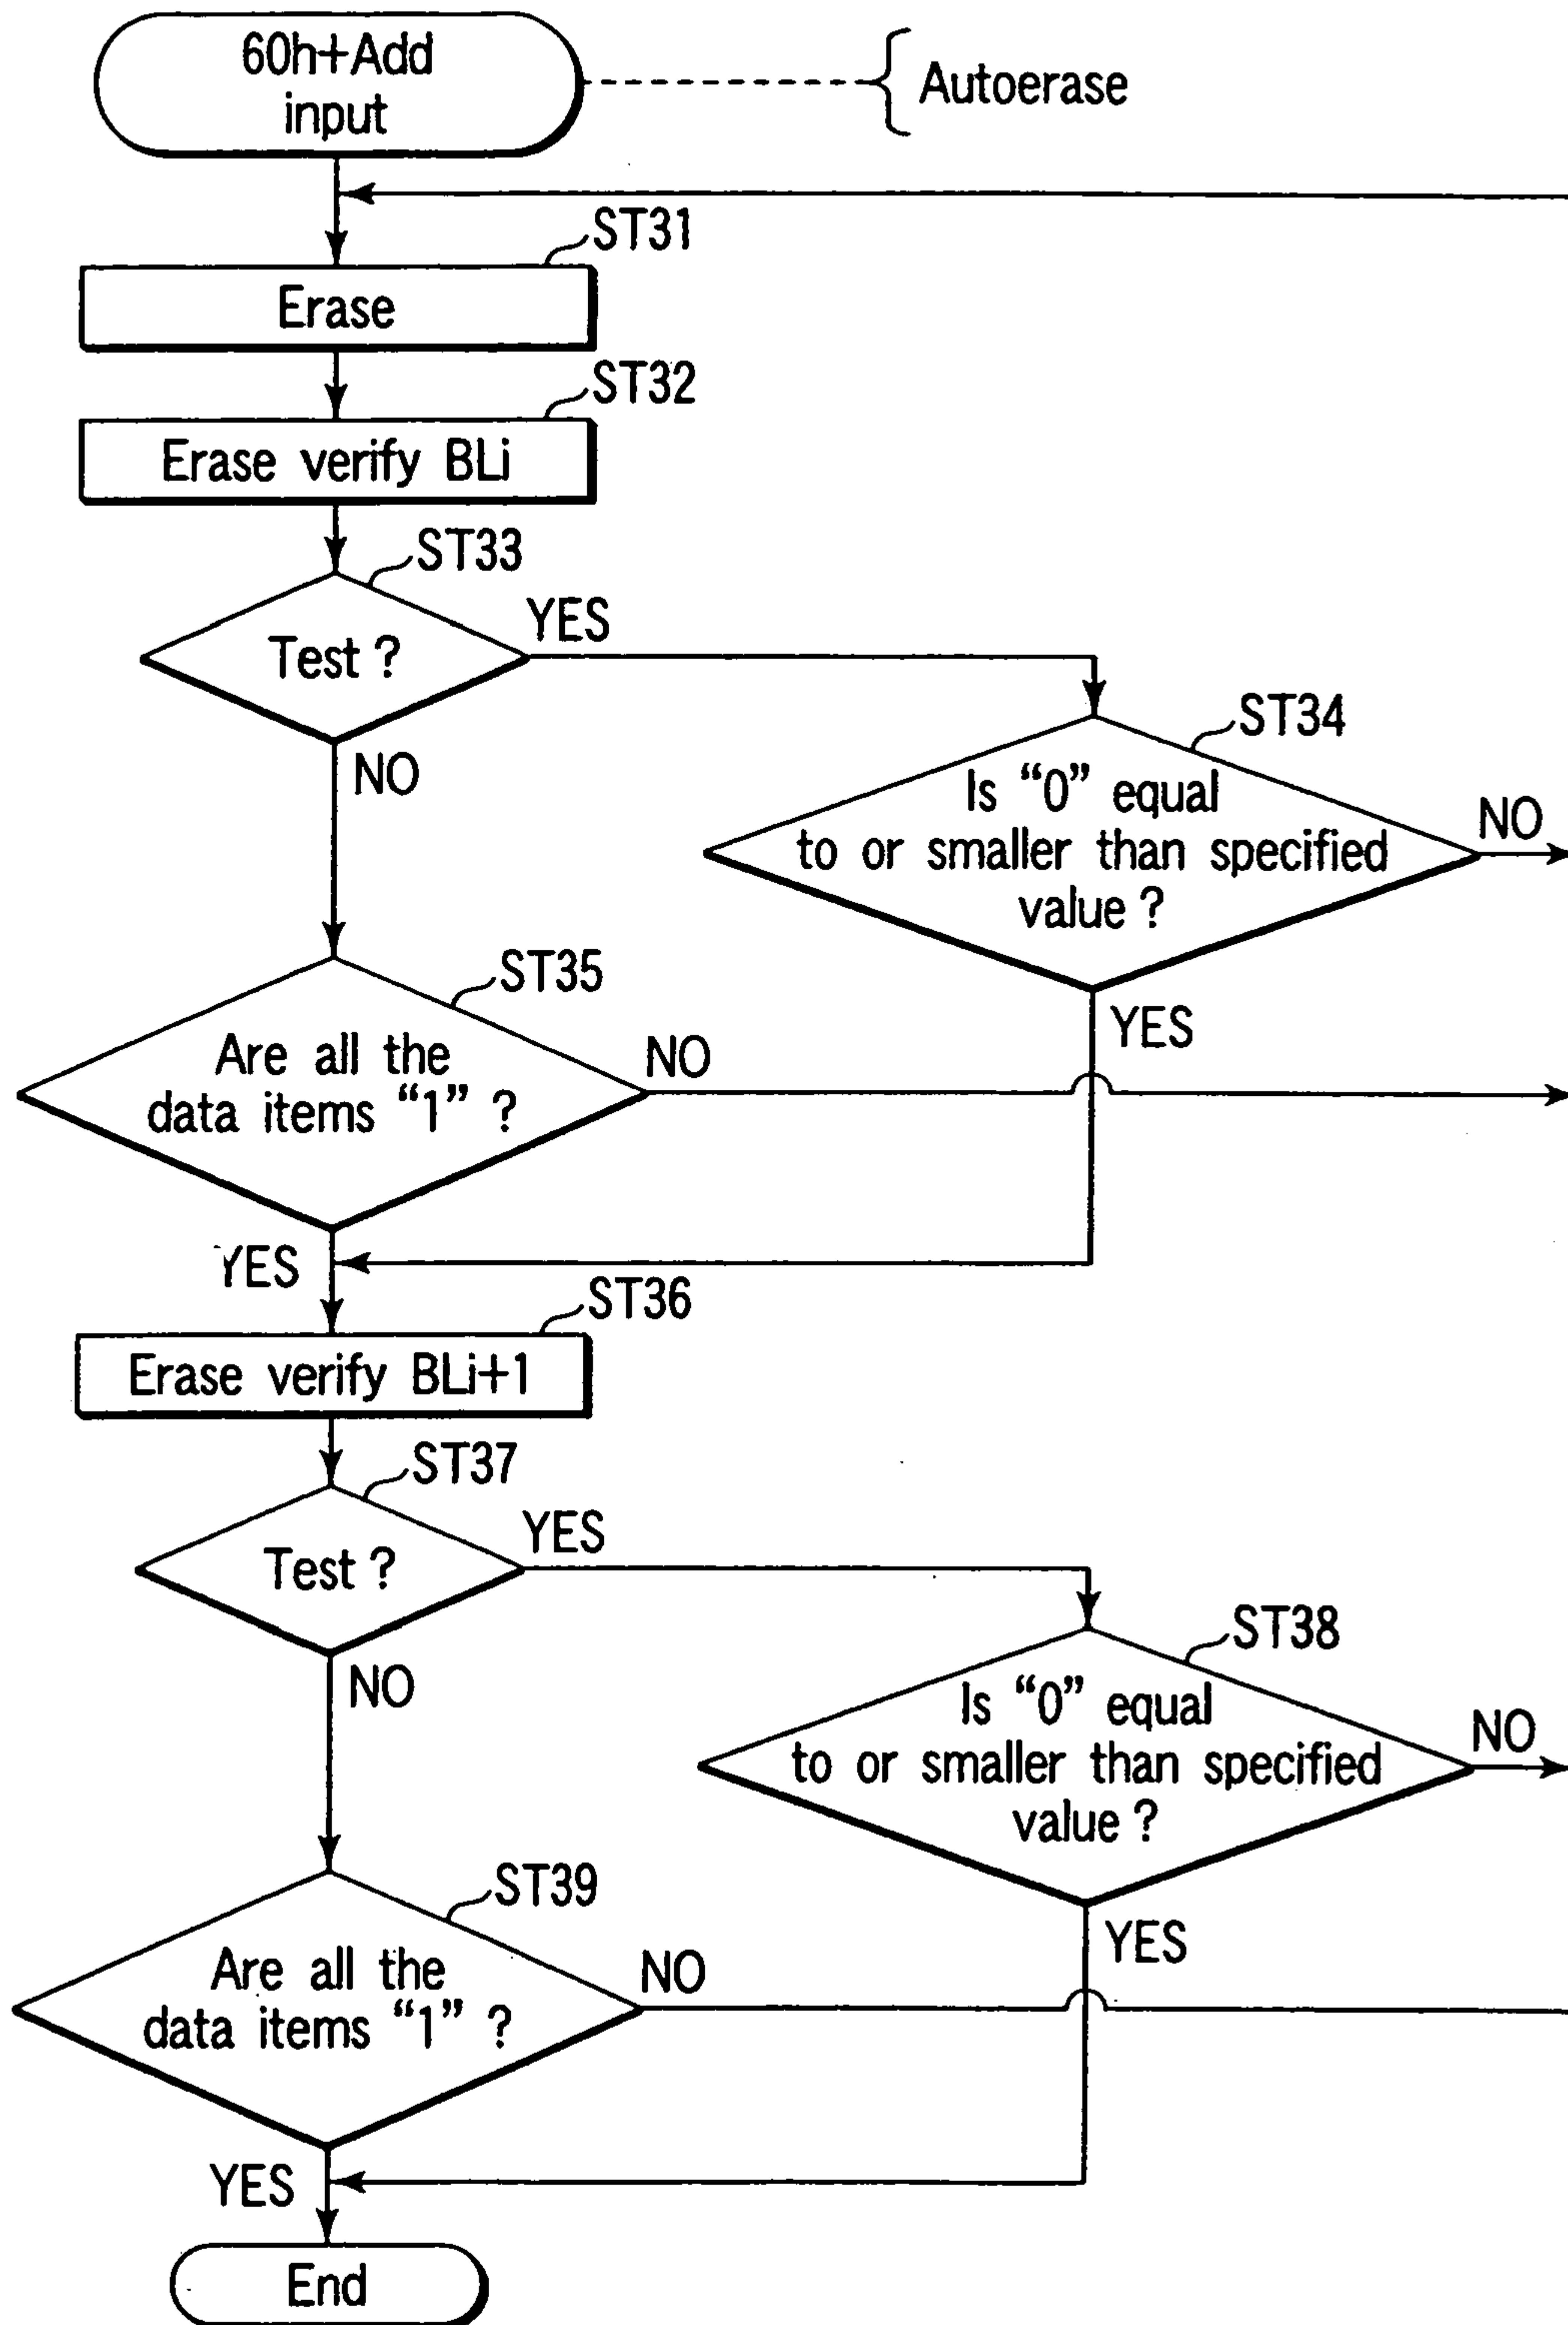 60h+Add
input
Autoerase
ST31
Erase
ST32
Erase verify BLi
ST33
Test ?
YES
NO
ST34
Is “0” equal
to or smaller than specified
value ?
NO
YES
ST35
Are all the
data items “1” ?
NO
YES
ST36
Erase verify BLi+1
ST37
Test ?
YES
NO
ST38
Is “0” equal
to or smaller than specified
value ?
NO
YES
ST39
Are all the
data items “1” ?
NO
YES
End